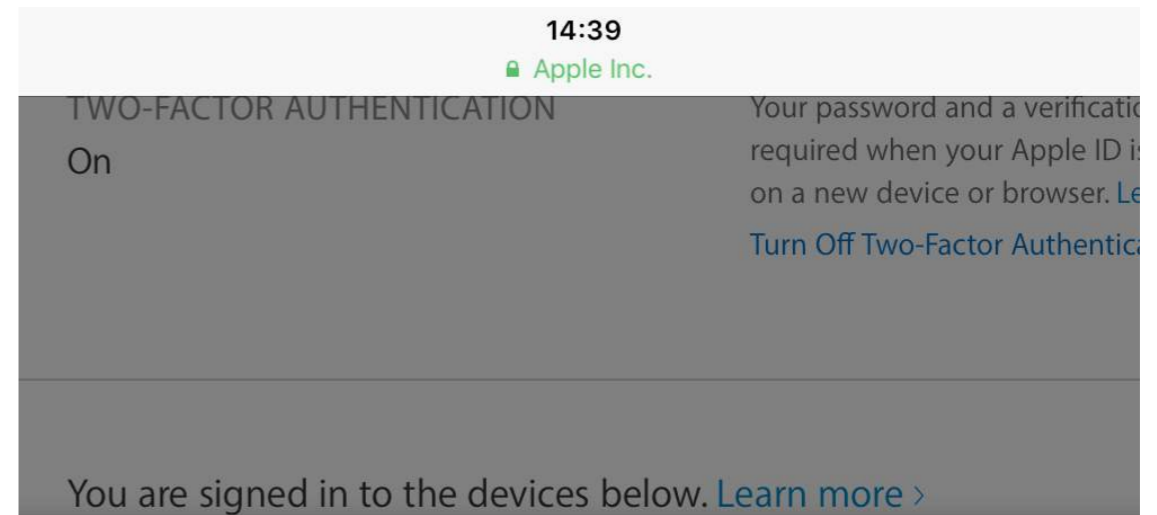 14:39
Apple Inc.
TWO-FACTOR AUTHENTICATION
On
Your password and a
required when your Apple ID
on a new device or browser.
Turn Off Two-Factor
You are signed in to the devices below. Learn more >